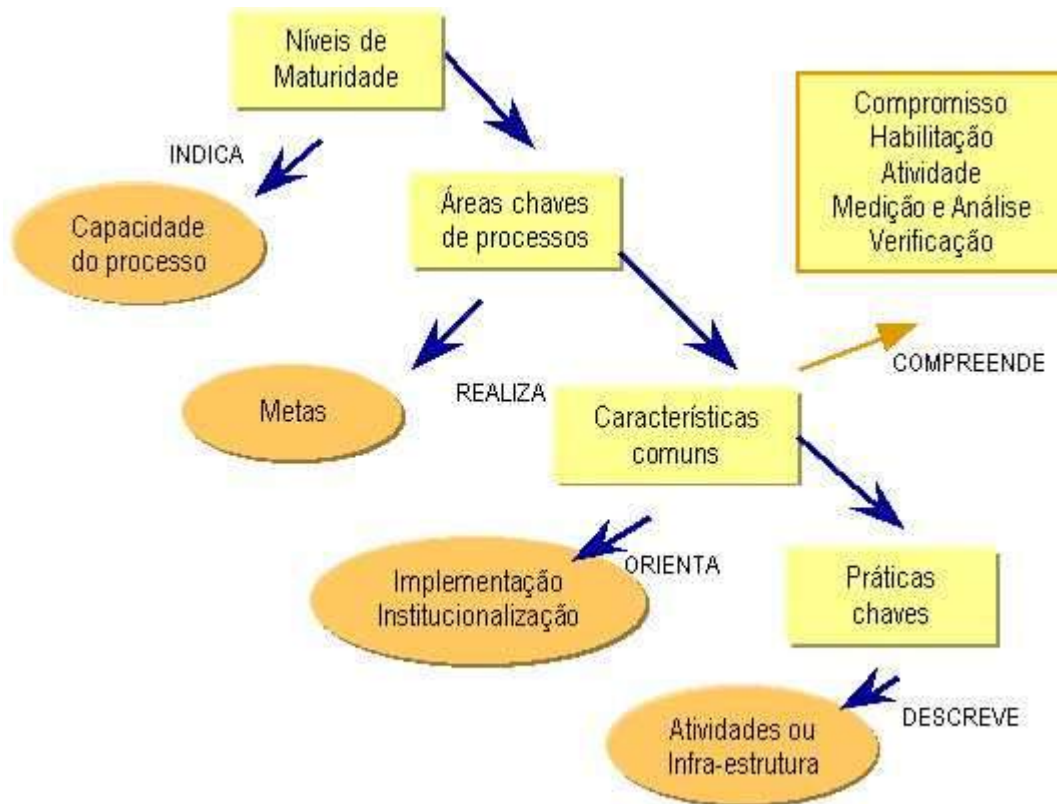 Níveis de
Maturidade
Compromisso
Habilitação
Atividade
Medição e Análise
Verificação
INDICA
Capacidade
do processo
Áreas chaves
de processos
COMPREENDE
Metas
REALIZA
Características
comuns
Implementação
Institucionalização
ORIENTA
Práticas
chaves
Atividades ou
Infra-estrutura
DESCREVE